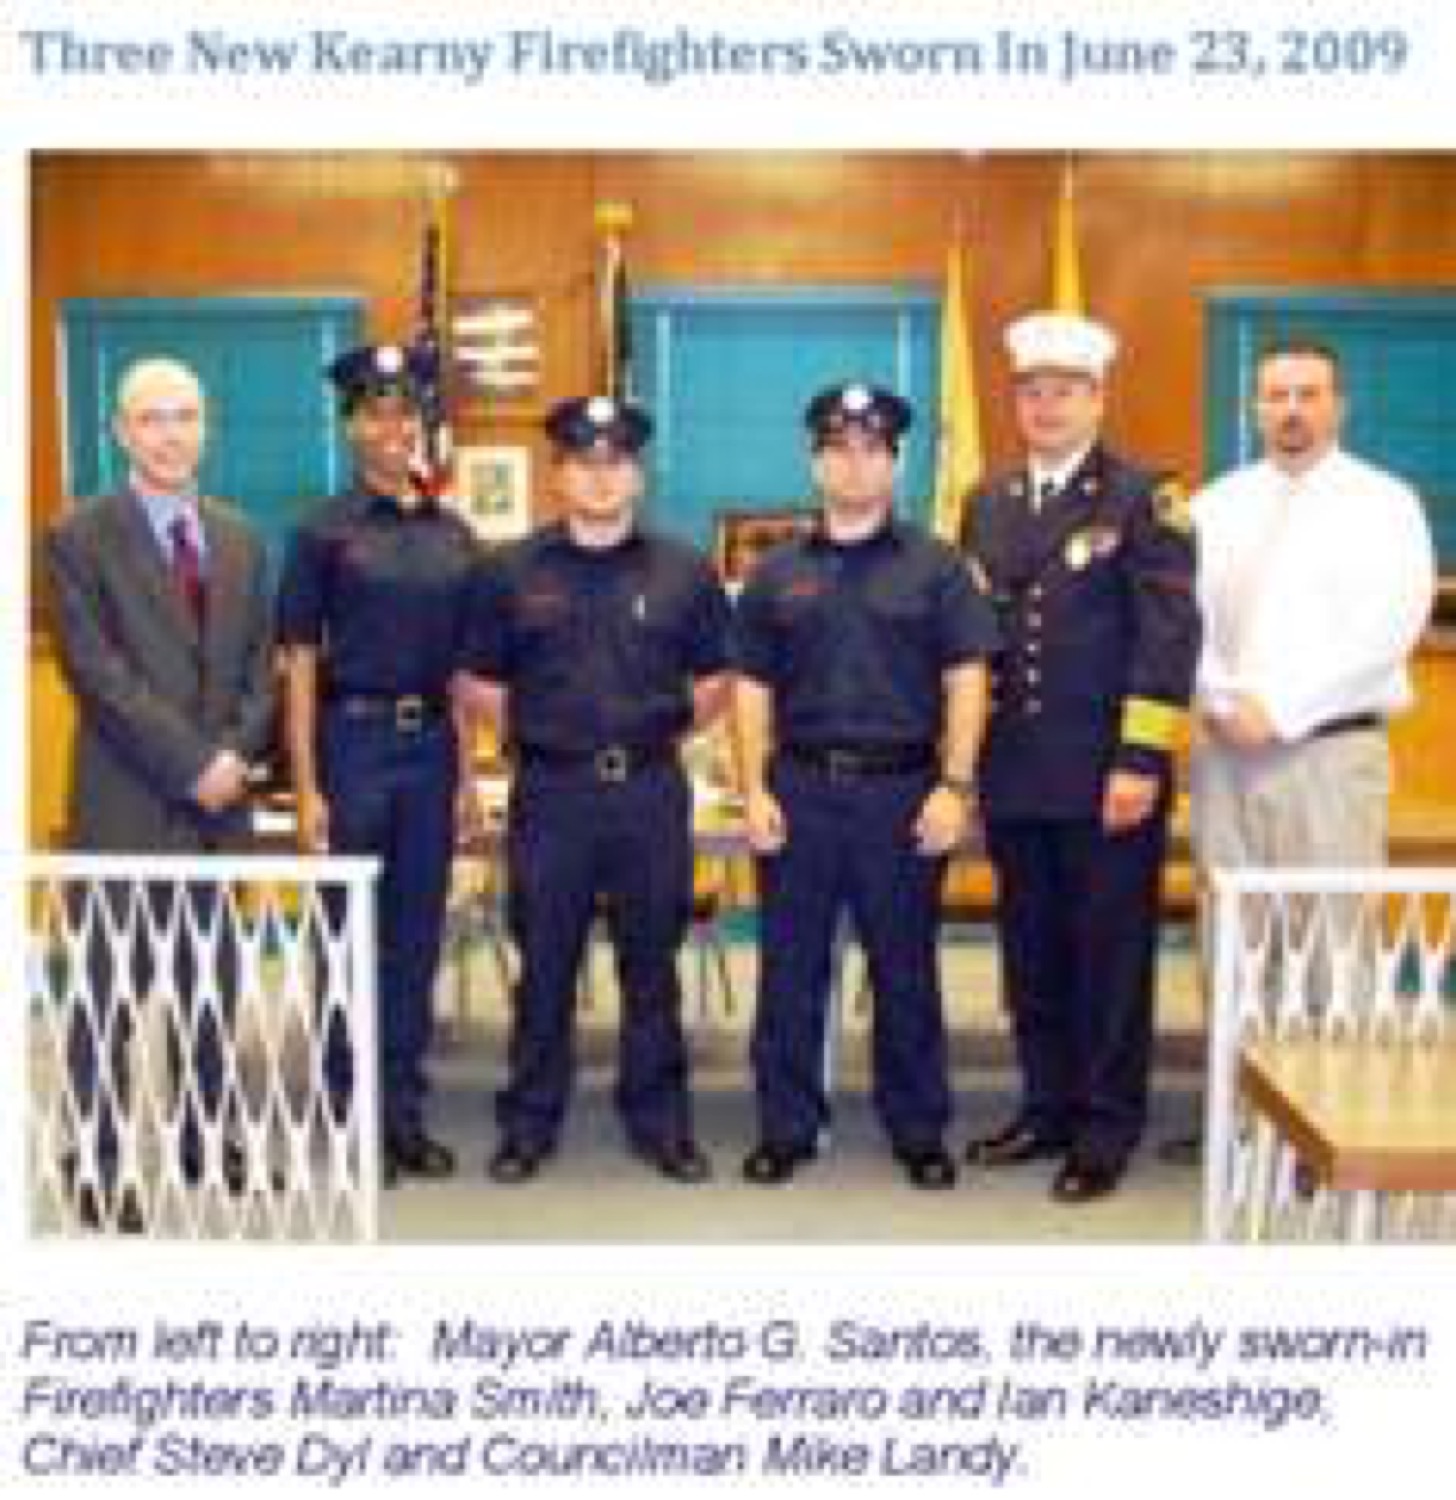 Three New Kearny Firefighters Sworn In June 23, 2009
From left to right: Mayor Alberto G. Santos, the newly sworn-in
Firefighters Martina Smith, Joe Ferraro and Ian Kaneshige,
Chief Steve Dyl and Councilman Mike Landy.